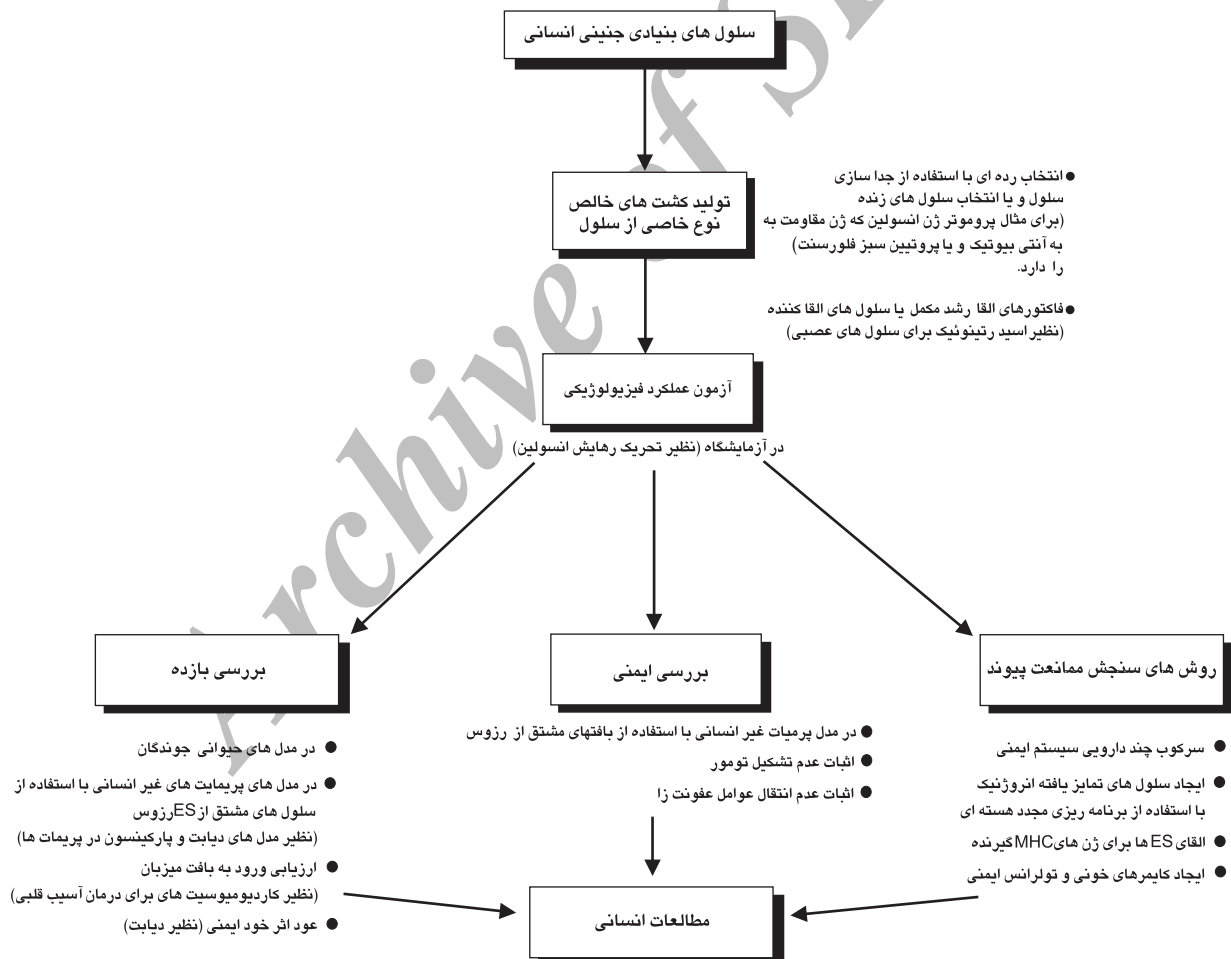 سلول های بنیادی جنینی انسانی
تولید کشت های خالص
نوع خاصی از سلول
● انتخاب رده ای با استفاده از جدا سازی
سلول و یا انتخاب سلول های زنده
(برای مثال پروموتر ژن انسولین که ژن مقاومت به
به آنتی بیوتیک و یا پروتیین سبز فلورسنت)
را دارد.
● فاکتورهای القا رشد مکمل یا سلول های القا کننده
(نظیر اسید رتینوئیک برای سلول های عصبی)
آزمون عملکرد فیزیولوژیکی
در آزمایشگاه (نظیر تحریک رهایش انسولین)
روش های سنجش ممانعت پیوند
● سرکوب چند دارویی سیستم ایمنی
● ایجاد سلول های تمایز یافته انروژنیک
با استفاده از برنامه ریزی مجدد هسته ای
● القای ES ها برای ژن های MHC گیرنده
● ایجاد کایمرهای خونی و تولرانس ایمنی
بررسی ایمنی
● در مدل پرمیات غیر انسانی با استفاده از بافتهای مشتق از رزوس
● اثبات عدم تشکیل تومور
● اثبات عدم انتقال عوامل عفونت زا
بررسی بازده
● در مدل های حیوانی جوندگان
● در مدل های پریمایت های غیر انسانی با استفاده از
سلول های مشتق از ES رزوس
(نظیر مدل های دیابت و پارکینسون در پریمات ها)
● ارزیابی ورود به بافت میزبان
(نظیر کاردیومیوسیت های برای درمان آسیب قلبی)
● عود اثر خود ایمنی (نظیر دیابت)
مطالعات انسانی
Archive of